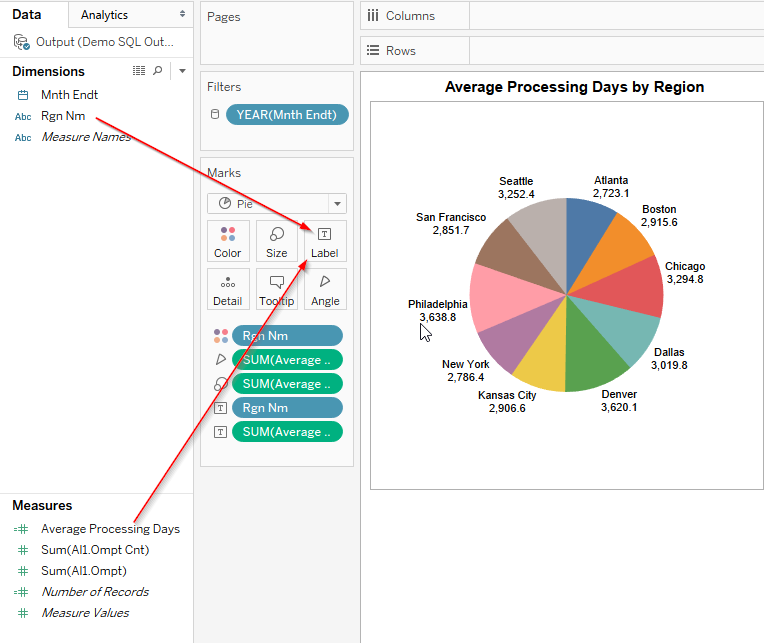 Data
Analytics
Output (Demo SQL Out...
Dimensions
Mnth Endt
Abc Rgn Nm
Abc Measure Names
Measures
Average Processing Days
Sum(Al1.Ompt Cnt)
Sum(Al1.Ompt)
Number of Records
Measure Values
Pages
Filters
YEAR(Mnth Endt)
Marks
Pie
Color
Size
T
Label
Detail
Tooltip
Angle
Rgn Nm
SUM(Average ..
SUM(Average ..
T Rgn Nm
T SUM(Average ..
Columns
Rows
Average Processing Days by Region
Atlanta
2,723.1
Boston
2,915.6
Chicago
3,294.8
Dallas
3,019.8
Denver
3,620.1
Kansas City
2,906.6
New York
2,786.4
Philadelphia
3,638.8
San Francisco
2,851.7
Seattle
3,252.4